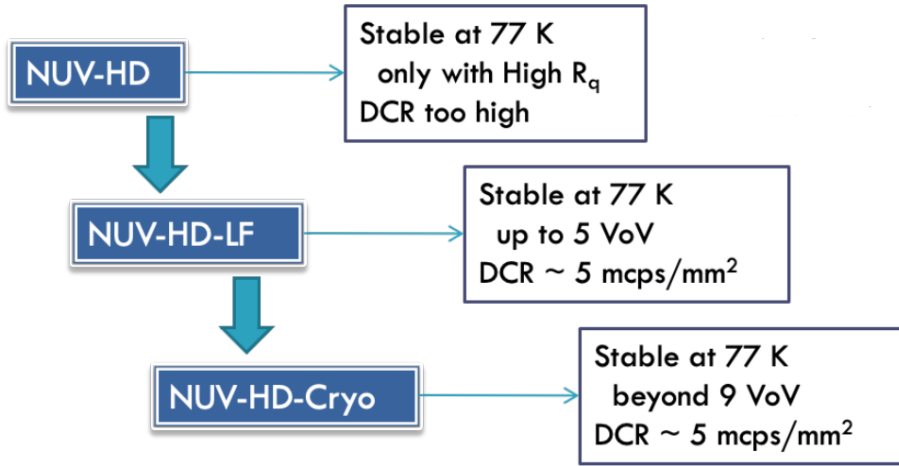 NUV-HD
Stable at 77 K
only with High Rq
DCR too high
NUV-HD-LF
Stable at 77 K
up to 5 VoV
DCR ~ 5 mcps/mm²
NUV-HD-Cryo
Stable at 77 K
beyond 9 VoV
DCR ~ 5 mcps/mm²